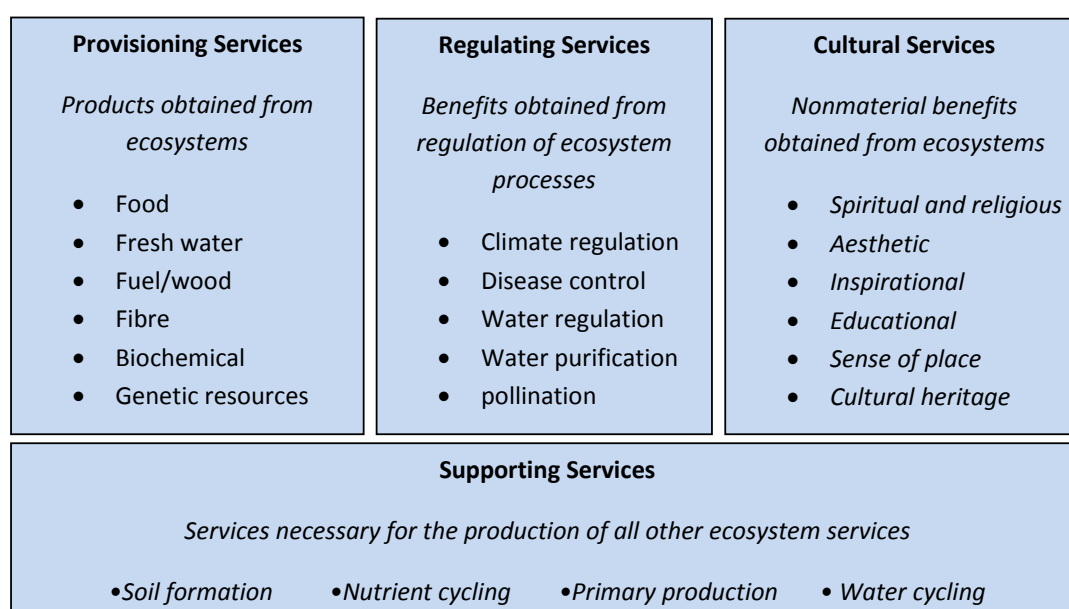 Provisioning Services
Products obtained from
ecosystems
• Food
• Fresh water
• Fuel/wood
• Fibre
• Biochemical
• Genetic resources
Regulating Services
Benefits obtained from
regulation of ecosystem
processes
• Climate regulation
• Disease control
• Water regulation
• Water purification
• pollination
Cultural Services
Nonmaterial benefits
obtained from ecosystems
• Spiritual and religious
• Aesthetic
• Inspirational
• Educational
• Sense of place
• Cultural heritage
Supporting Services
Services necessary for the production of all other ecosystem services
•Soil formation •Nutrient cycling •Primary production • Water cycling